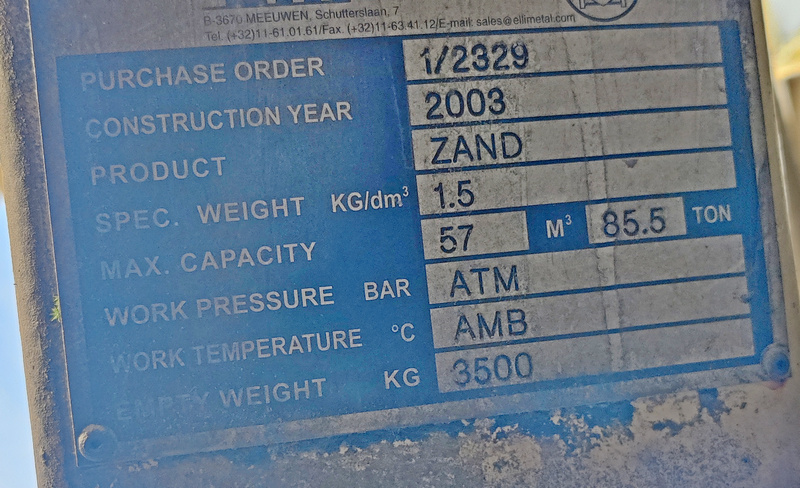 B-3670 MEEUWEN, Schutterslaan, 7
Tel. (+32)11-61.01.61/Fax. (+32)11-63.41.12/E-mail: sales@ellimetal.com
PURCHASE ORDER 1/2329
CONSTRUCTION YEAR 2003
PRODUCT ZAND
SPEC. WEIGHT KG/dm³ 1.5
MAX. CAPACITY 57 M³ 85.5 TON
WORK PRESSURE BAR ATM
WORK TEMPERATURE °C AMB
EMPTY WEIGHT KG 3500